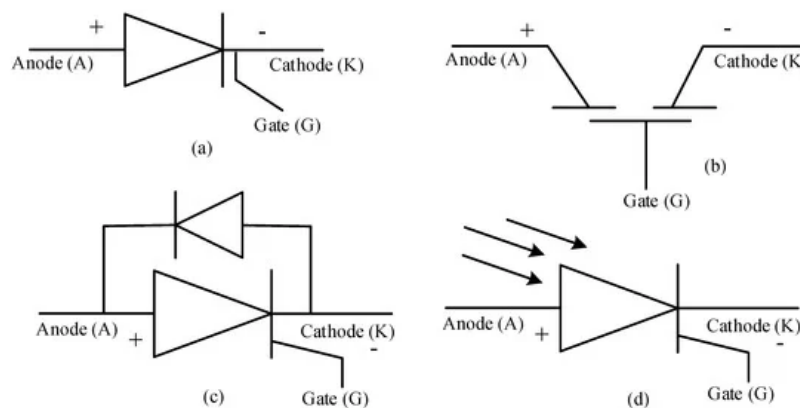 + -
Anode (A) Cathode (K)
Gate (G)
(a)
+ -
Anode (A) Cathode (K
Gate (G)
(b)
Anode (A) + Cathode (K)
-
Gate (G)
(c)
Anode (A) + Cathode (K)
-
Gate (G)
(d)